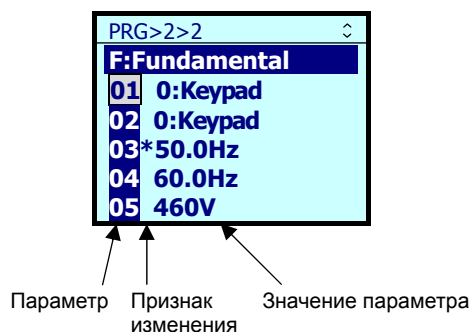 PRG>2>2
F:Fundamental
01 0:Keypad
02 0:Keypad
03*50.0Hz
04 60.0Hz
05 460V
Параметр Признак изменения Значение параметра